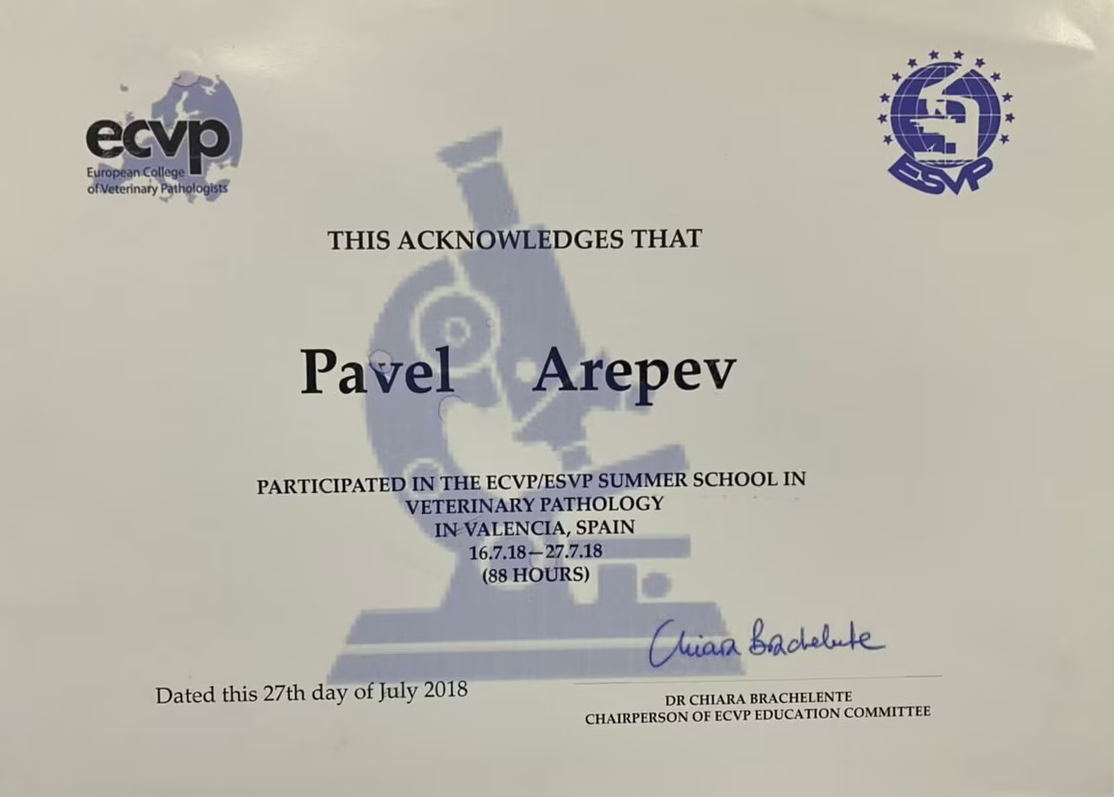 ecvp
European College
of Veterinary Pathologists
ESVP
THIS ACKNOWLEDGES THAT
Pavel Arepev
PARTICIPATED IN THE ECVP/ESVP SUMMER SCHOOL IN
VETERINARY PATHOLOGY
IN VALENCIA, SPAIN
16.7.18—27.7.18
(88 HOURS)
Chiara Brachelente
Dated this 27th day of July 2018
DR CHIARA BRACHELENTE
CHAIRPERSON OF ECVP EDUCATION COMMITTEE